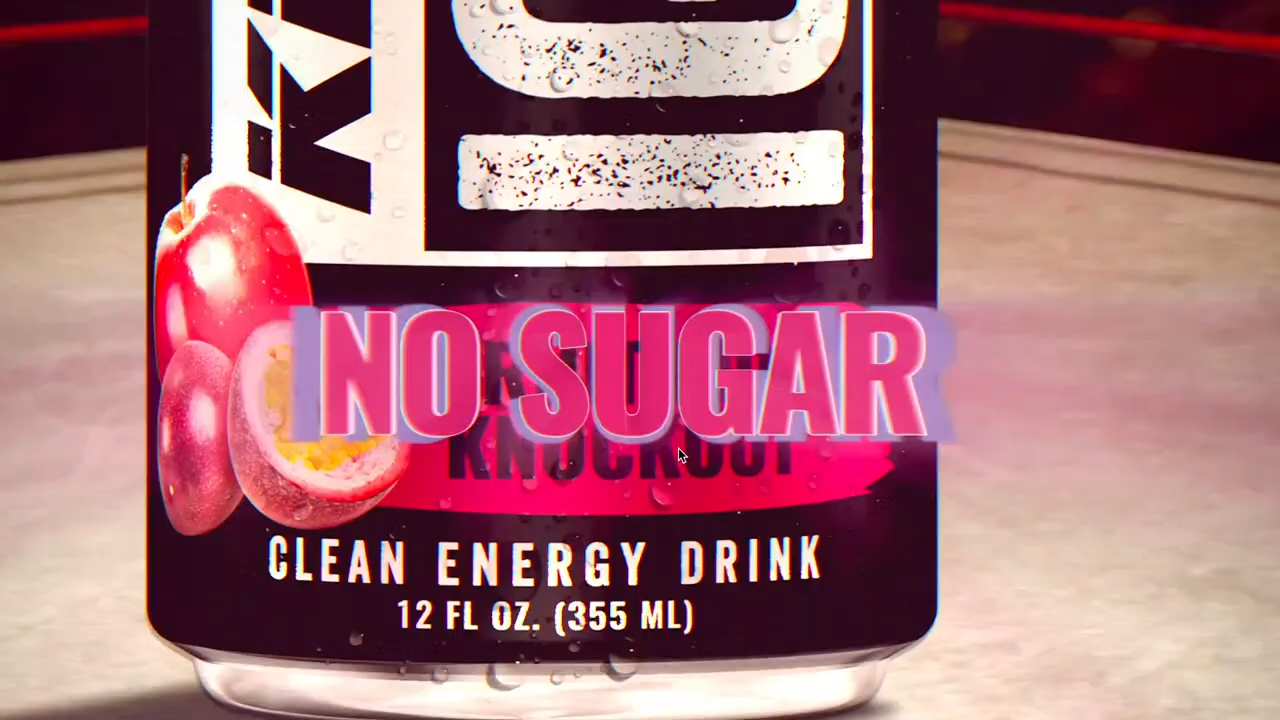 NO SUGAR
KNOCKOUT
CLEAN ENERGY DRINK
12 FL OZ. (355 ML)